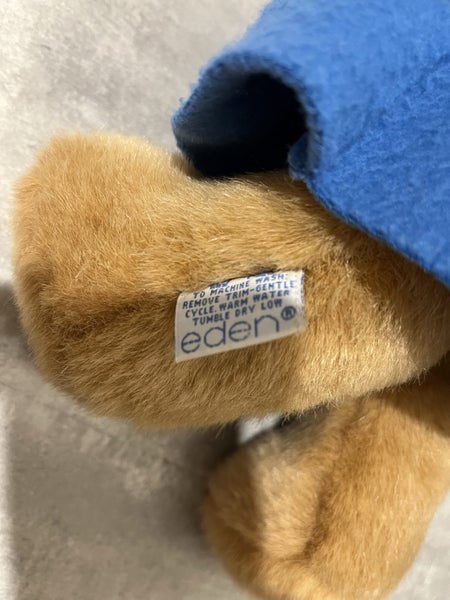 TO MACHINE WASH:
REMOVE TRIM-GENTLE
CYCLE. WARM WATER
TUMBLE DRY LOW
eden®